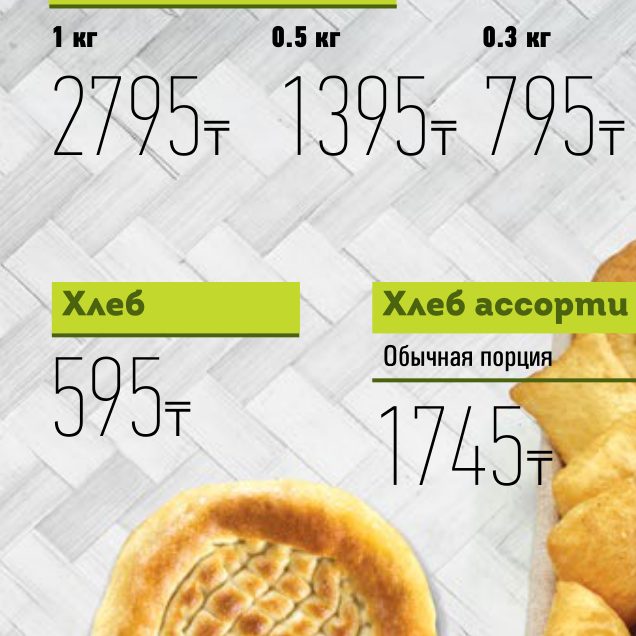 1 кг 0.5 кг 0.3 кг
2795₸ 1395₸ 795₸
Хлеб
595₸
Хлеб ассорти
Обычная порция
1745₸